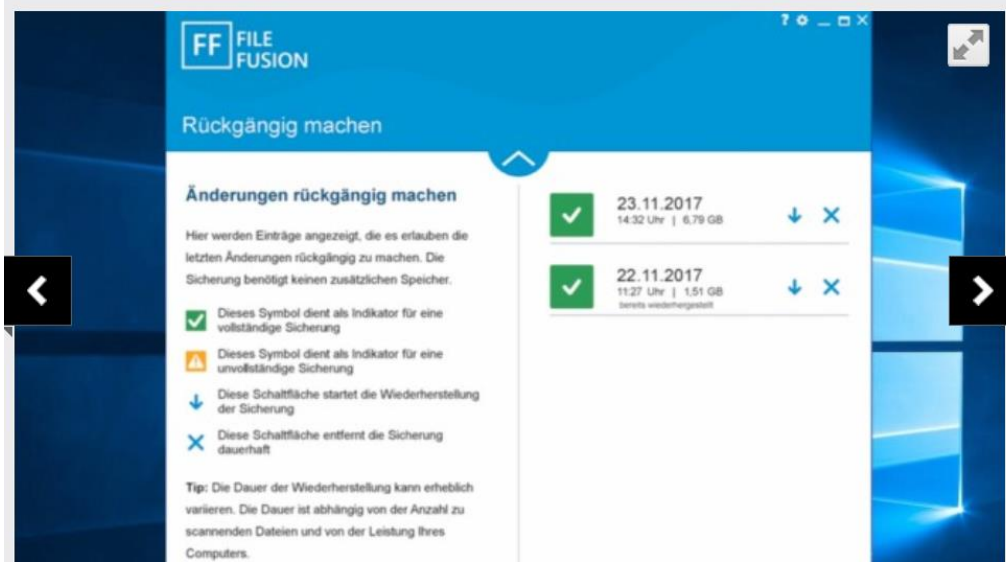 FF FILE
FUSION
? 
Rückgängig machen
Änderungen rückgängig machen
Hier werden Einträge angezeigt, die es erlauben die
letzten Änderungen rückgängig zu machen. Die
Sicherung benötigt keinen zusätzlichen Speicher.
Dieses Symbol dient als Indikator für eine
vollständige Sicherung
Dieses Symbol dient als Indikator für eine
unvollständige Sicherung
Diese Schaltfläche startet die Wiederherstellung
der Sicherung
Diese Schaltfläche entfernt die Sicherung
dauerhaft
Tip: Die Dauer der Wiederherstellung kann erheblich
variieren. Die Dauer ist abhängig von der Anzahl zu
scannenden Dateien und von der Leistung Ihres
Computers.
23.11.2017
14:32 Uhr | 6,79 GB
22.11.2017
11:27 Uhr | 1,51 GB
bereits wiederhergestellt